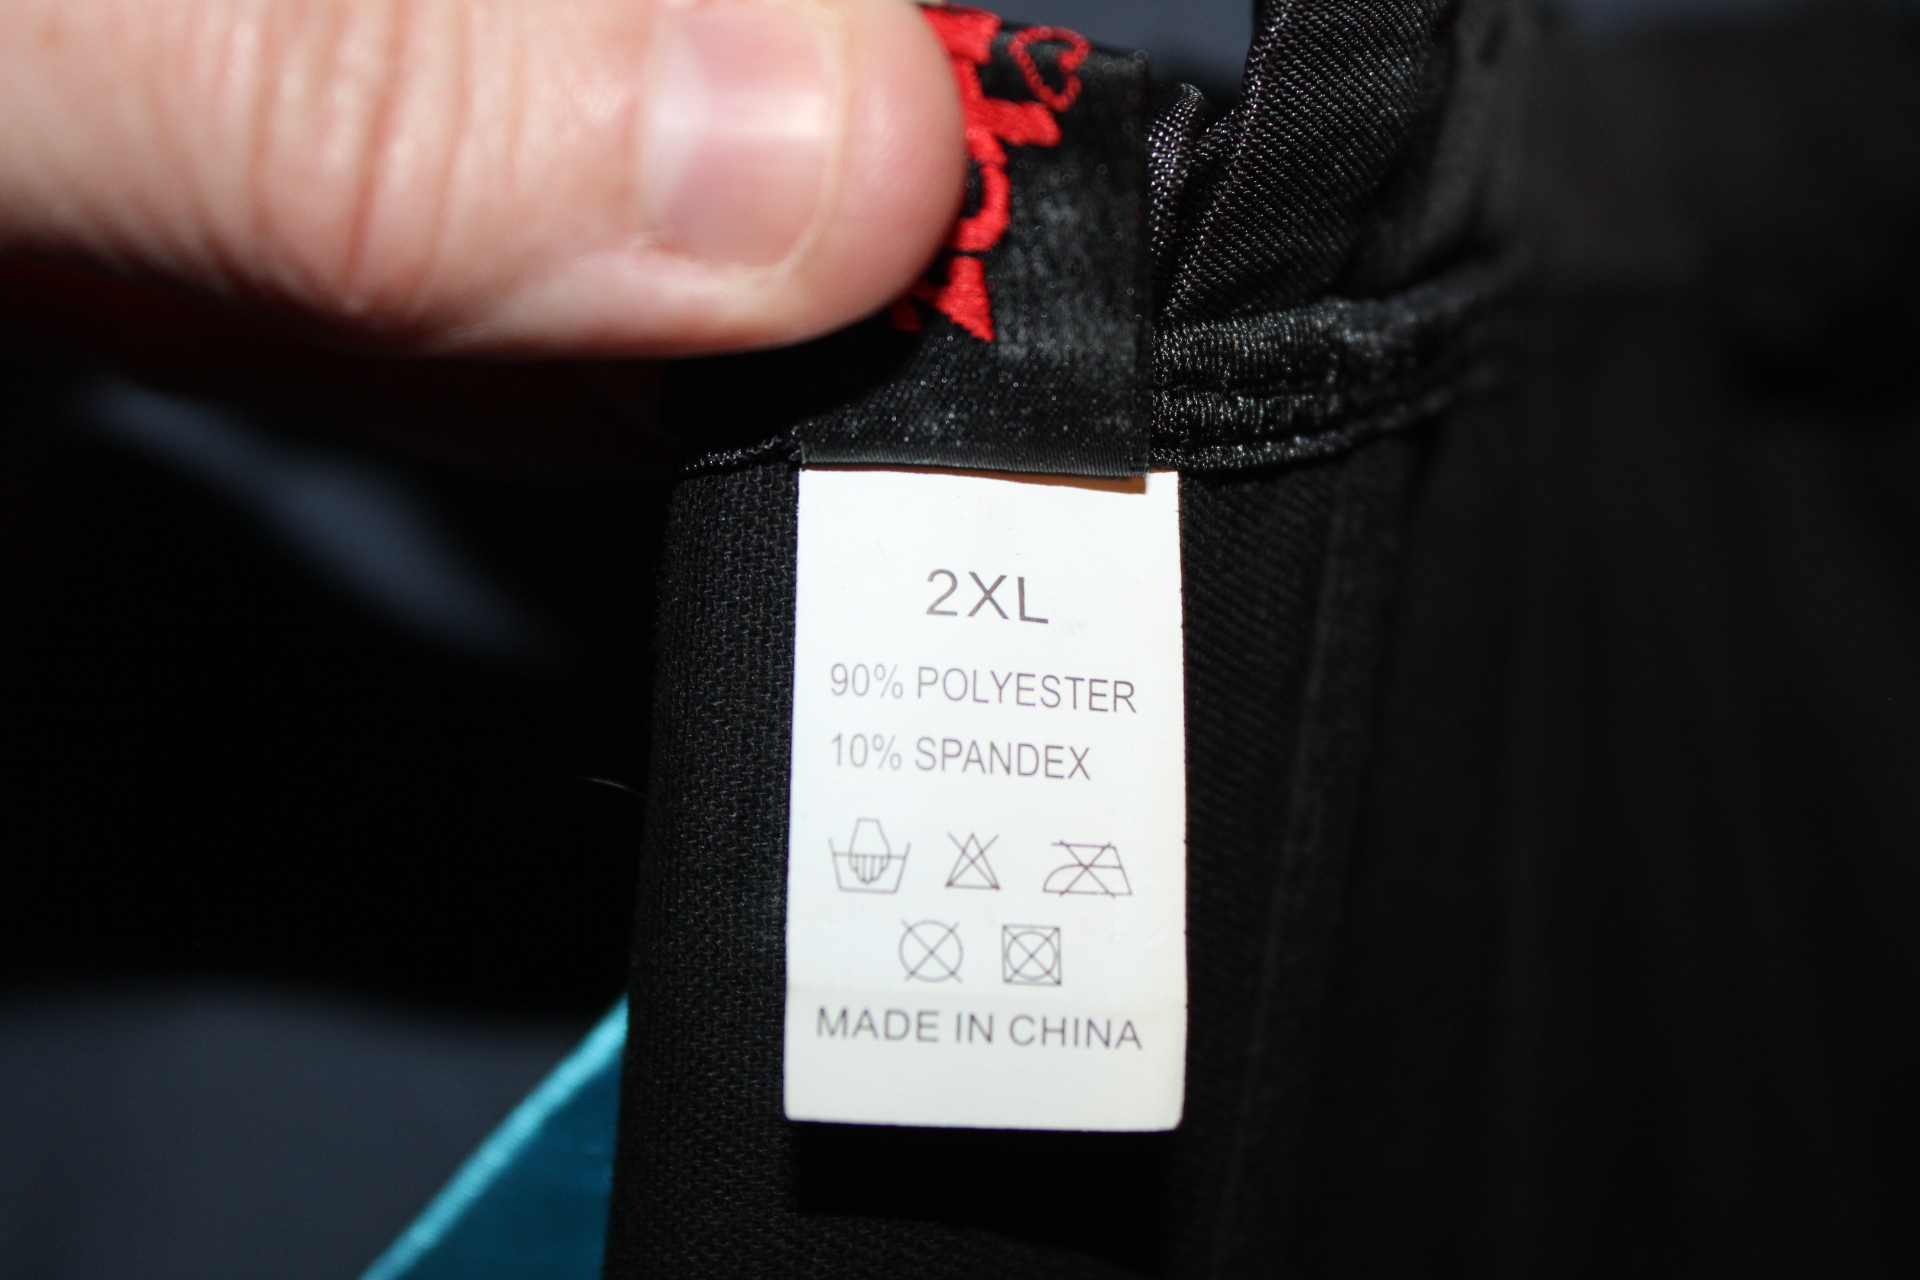 2XL
90% POLYESTER
10% SPANDEX
MADE IN CHINA